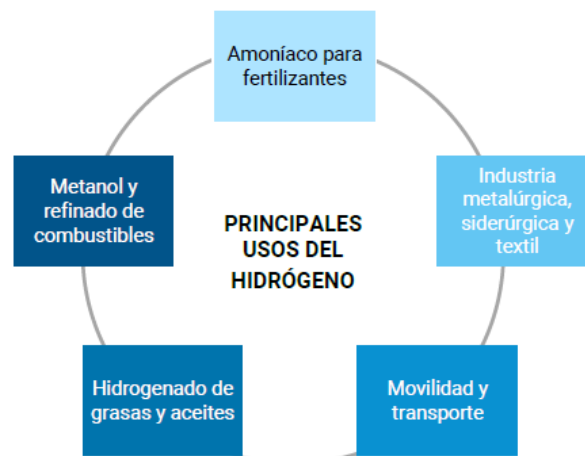 Amoníaco para
fertilizantes
Metanol y
refinado de
combustibles
PRINCIPALES
USOS DEL
HIDRÓGENO
Industria
metalúrgica,
siderúrgica y
textil
Hidrogenado de
grasas y aceites
Movilidad y
transporte